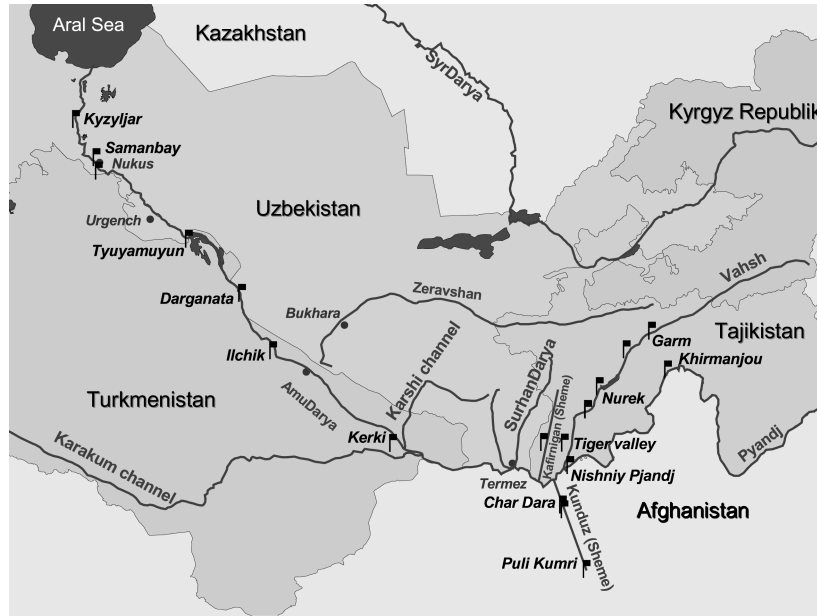 Aral Sea
Kazakhstan
SyrDarya
Kyrgyz Republik
Kyzyljar
Samanbay
Nukus
Urgench
Uzbekistan
Tyuyamuyun
Vahsh
Zeravshan
Darganata
Bukhara
Tajikistan
Garm
Ilchik
Karshi channel
SurhanDarya
Khirmanjou
AmuDarya
Turkmenistan
Kafirnigan (Sheme)
Nurek
Kerki
Tiger valley
Pyandj
Karakum channel
Nishniy Pjandj
Termez
Char Dara
Kunduz (Sheme)
Afghanistan
Puli Kumri